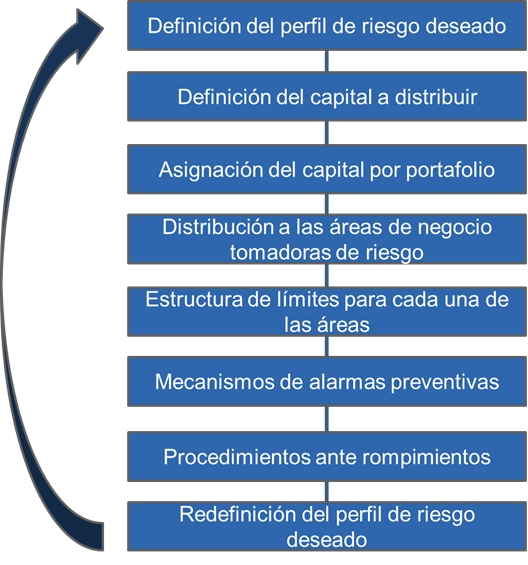 Definición del perfil de riesgo deseado
Definición del capital a distribuir
Asignación del capital por portafolio
Distribución a las áreas de negocio
tomadoras de riesgo
Estructura de límites para cada una de
las áreas
Mecanismos de alarmas preventivas
Procedimientos ante rompimientos
Redefinición del perfil de riesgo
deseado